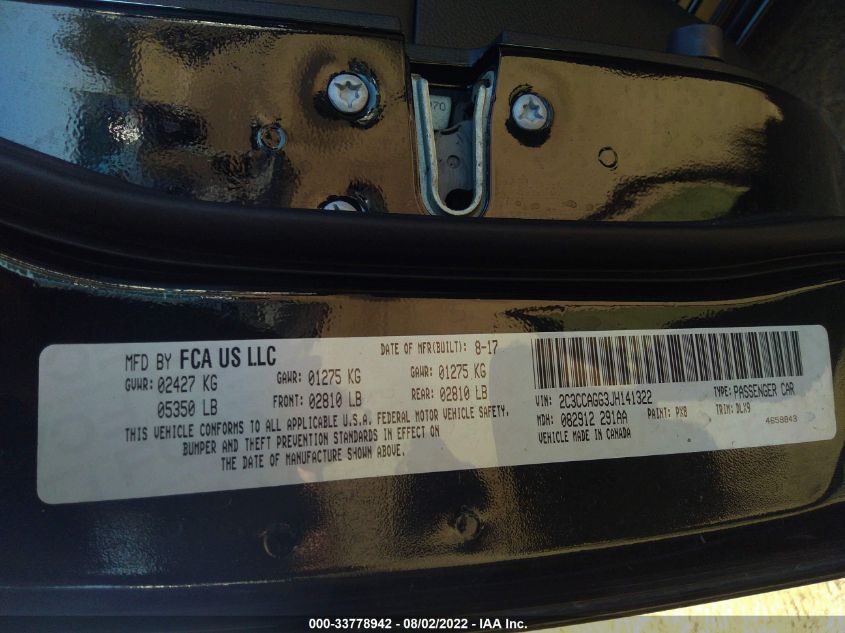 70
MFD BY FCA US LLC
DATE OF MFR(BUILT): 8-17
GVWR: 02427 KG
GAWR: 01275 KG
GAWR: 01275 KG
05350 LB
FRONT: 02810 LB
REAR: 02810 LB
THIS VEHICLE CONFORMS TO ALL APPLICABLE U.S.A. FEDERAL MOTOR VEHICLE SAFETY,
BUMPER AND THEFT PREVENTION STANDARDS IN EFFECT ON
THE DATE OF MANUFACTURE SHOWN ABOVE.
VIN: 2C3CCAGG3JH141322
TYPE: PASSENGER CAR
MDH: 082912 291AA
PAINT: PX8
TRIM: DLX9
VEHICLE MADE IN CANADA
4658843
000-33778942 - 08/02/2022 - IAA Inc.